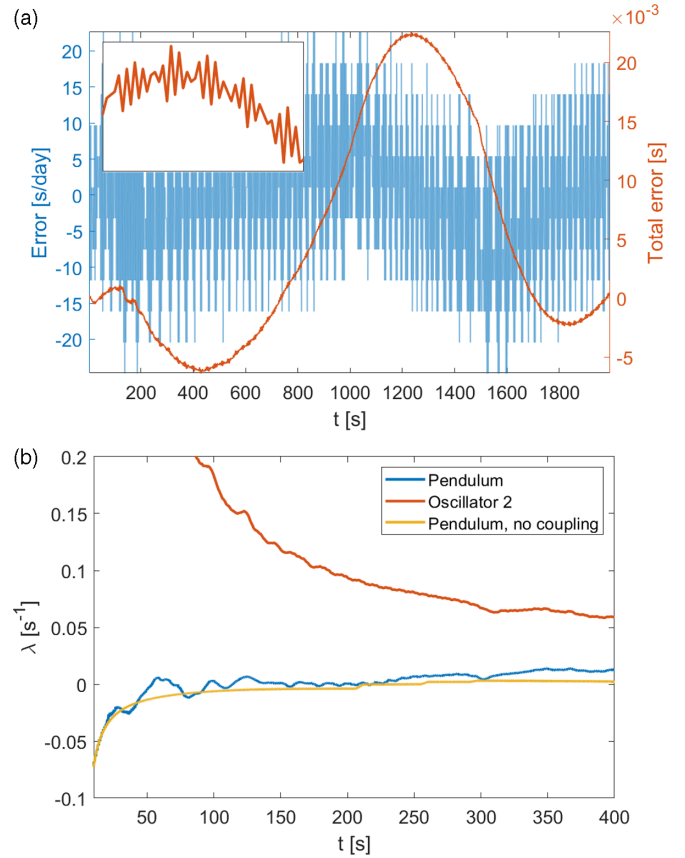 (a)
×10⁻³
20
15
10
5
0
-5
-10
-15
-20
Error [s/day]
20
15
10
5
0
-5
Total error [s]
200 400 600 800 1000 1200 1400 1600 1800
t [s]
(b)
0.2
0.15
0.1
0.05
0
-0.05
-0.1
λ [s⁻¹]
Pendulum
Oscillator 2
Pendulum, no coupling
50 100 150 200 250 300 350 400
t [s]